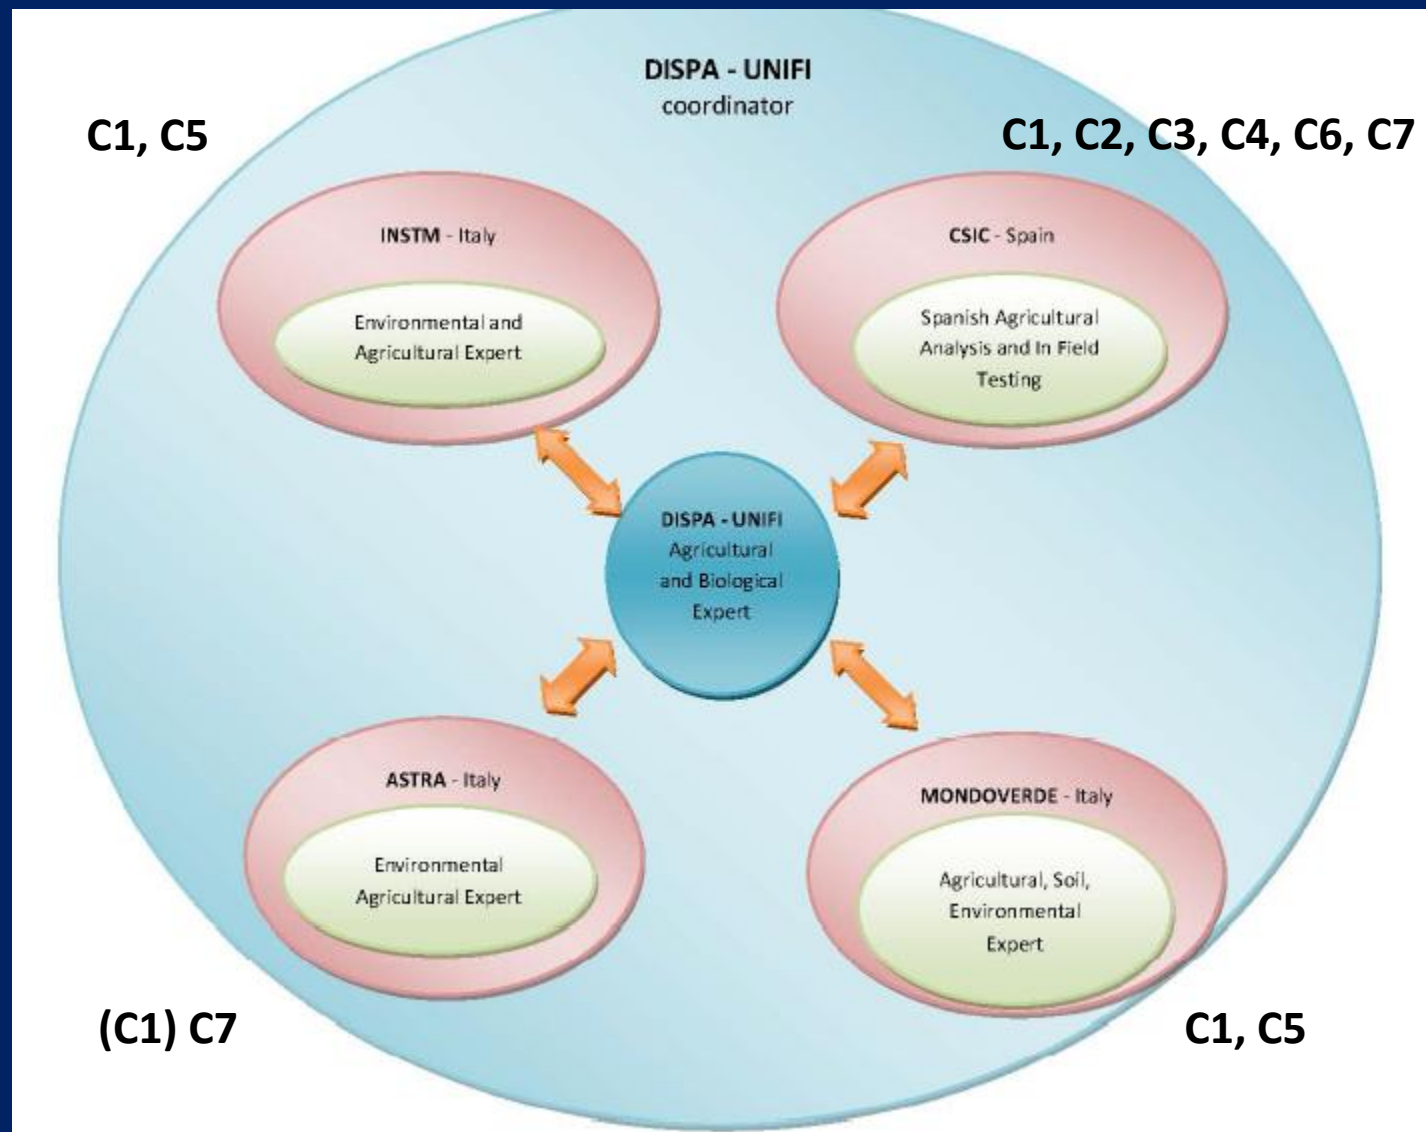 DISPA - UNIFI
coordinator
C1, C5
C1, C2, C3, C4, C6, C7
INSTM - Italy
Environmental and
Agricultural Expert
CSIC - Spain
Spanish Agricultural
Analysis and In Field
Testing
DISPA - UNIFI
Agricultural
and Biological
Expert
ASTRA - Italy
Environmental
Agricultural Expert
MONDOVERDE - Italy
Agricultural, Soil,
Environmental
Expert
(C1) C7
C1, C5